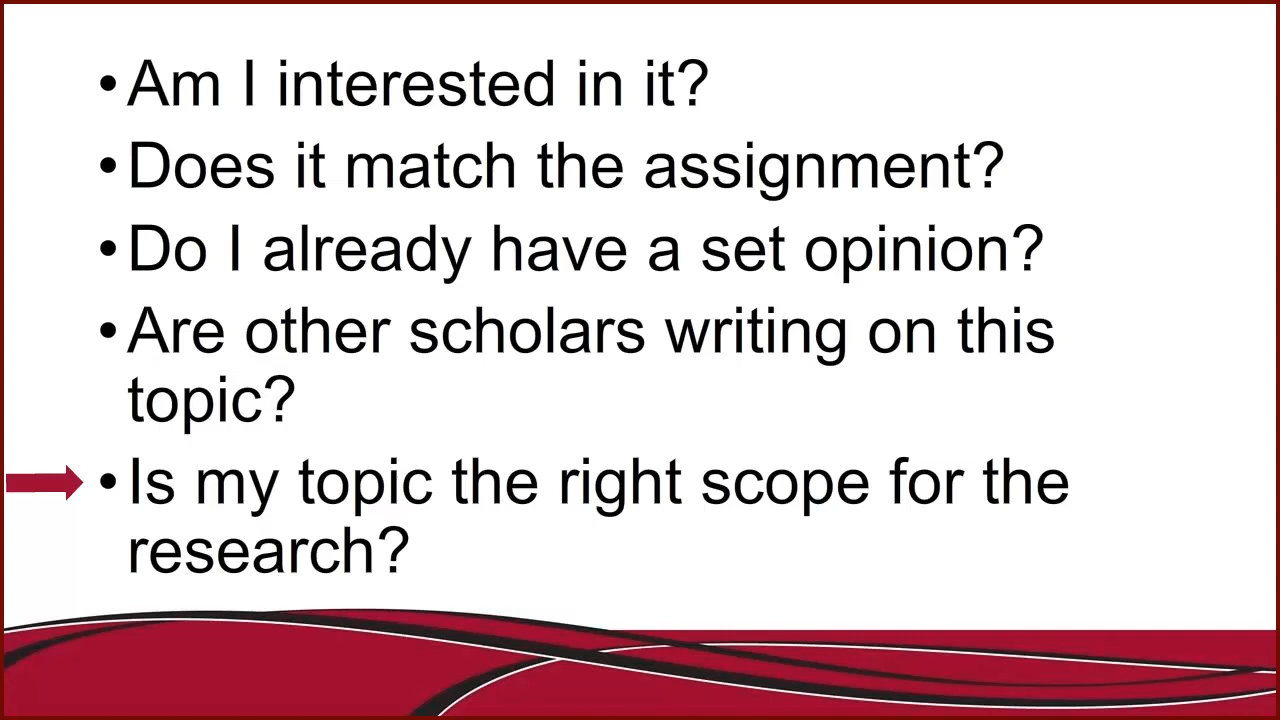 •Am I interested in it?
•Does it match the assignment?
•Do I already have a set opinion?
•Are other scholars writing on this
topic?
•Is my topic the right scope for the
research?